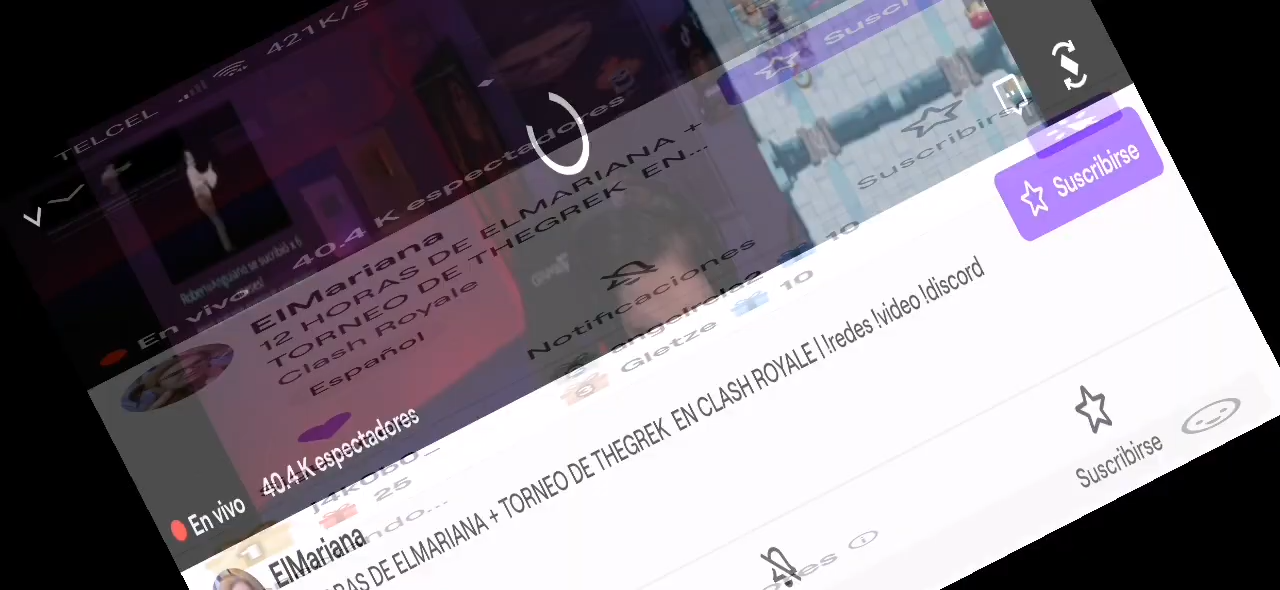 TELCEL 421K/s
Suscr
En vivo 40.4 K espectadores
ElMariana
12 HORAS DE ELMARIANA +
TORNEO DE THEGREK EN...
Clash Royale
Español
Suscribirse
Notificaciones
10
Gletze 10
25
1
Suscribirse
En vivo 40.4 K espectadores
ElMariana
DE ELMARIANA + TORNEO DE THEGREK EN CLASH ROYALE | !redes !video !discord
Suscribirse